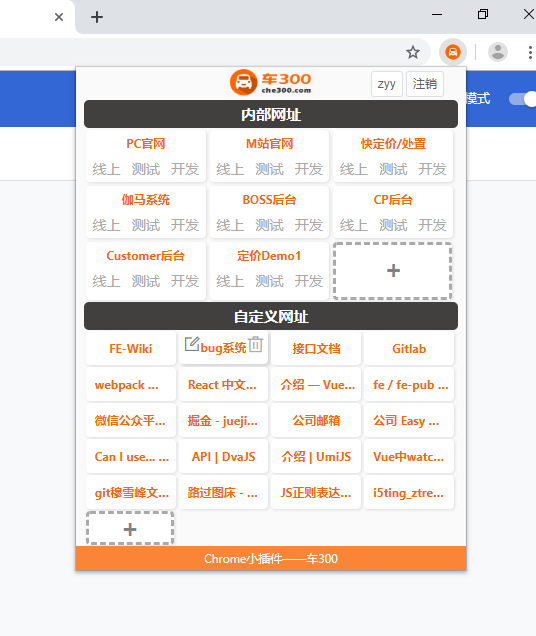 模式
车300
che300.com
zyy 注销
内部网址
PC官网 M站官网 快定价/处置
线上 测试 开发 线上 测试 开发 线上 测试 开发
伽马系统 BOSS后台 CP后台
线上 测试 开发 线上 测试 开发 线上 测试 开发
Customer后台 定价Demo1
线上 测试 开发 线上 测试 开发 +
自定义网址
FE-Wiki bug系统 接口文档 Gitlab
webpack ... React 中文... 介绍 — Vue... fe / fe-pub ...
微信公众平... 掘金 - jueji... 公司邮箱 公司 Easy ...
Can I use... ... API | DvaJS 介绍 | UmiJS Vue中watc...
git穆雪峰文... 路过图床 - ... JS正则表达... i5ting_ztre...
+
Chrome小插件——车300